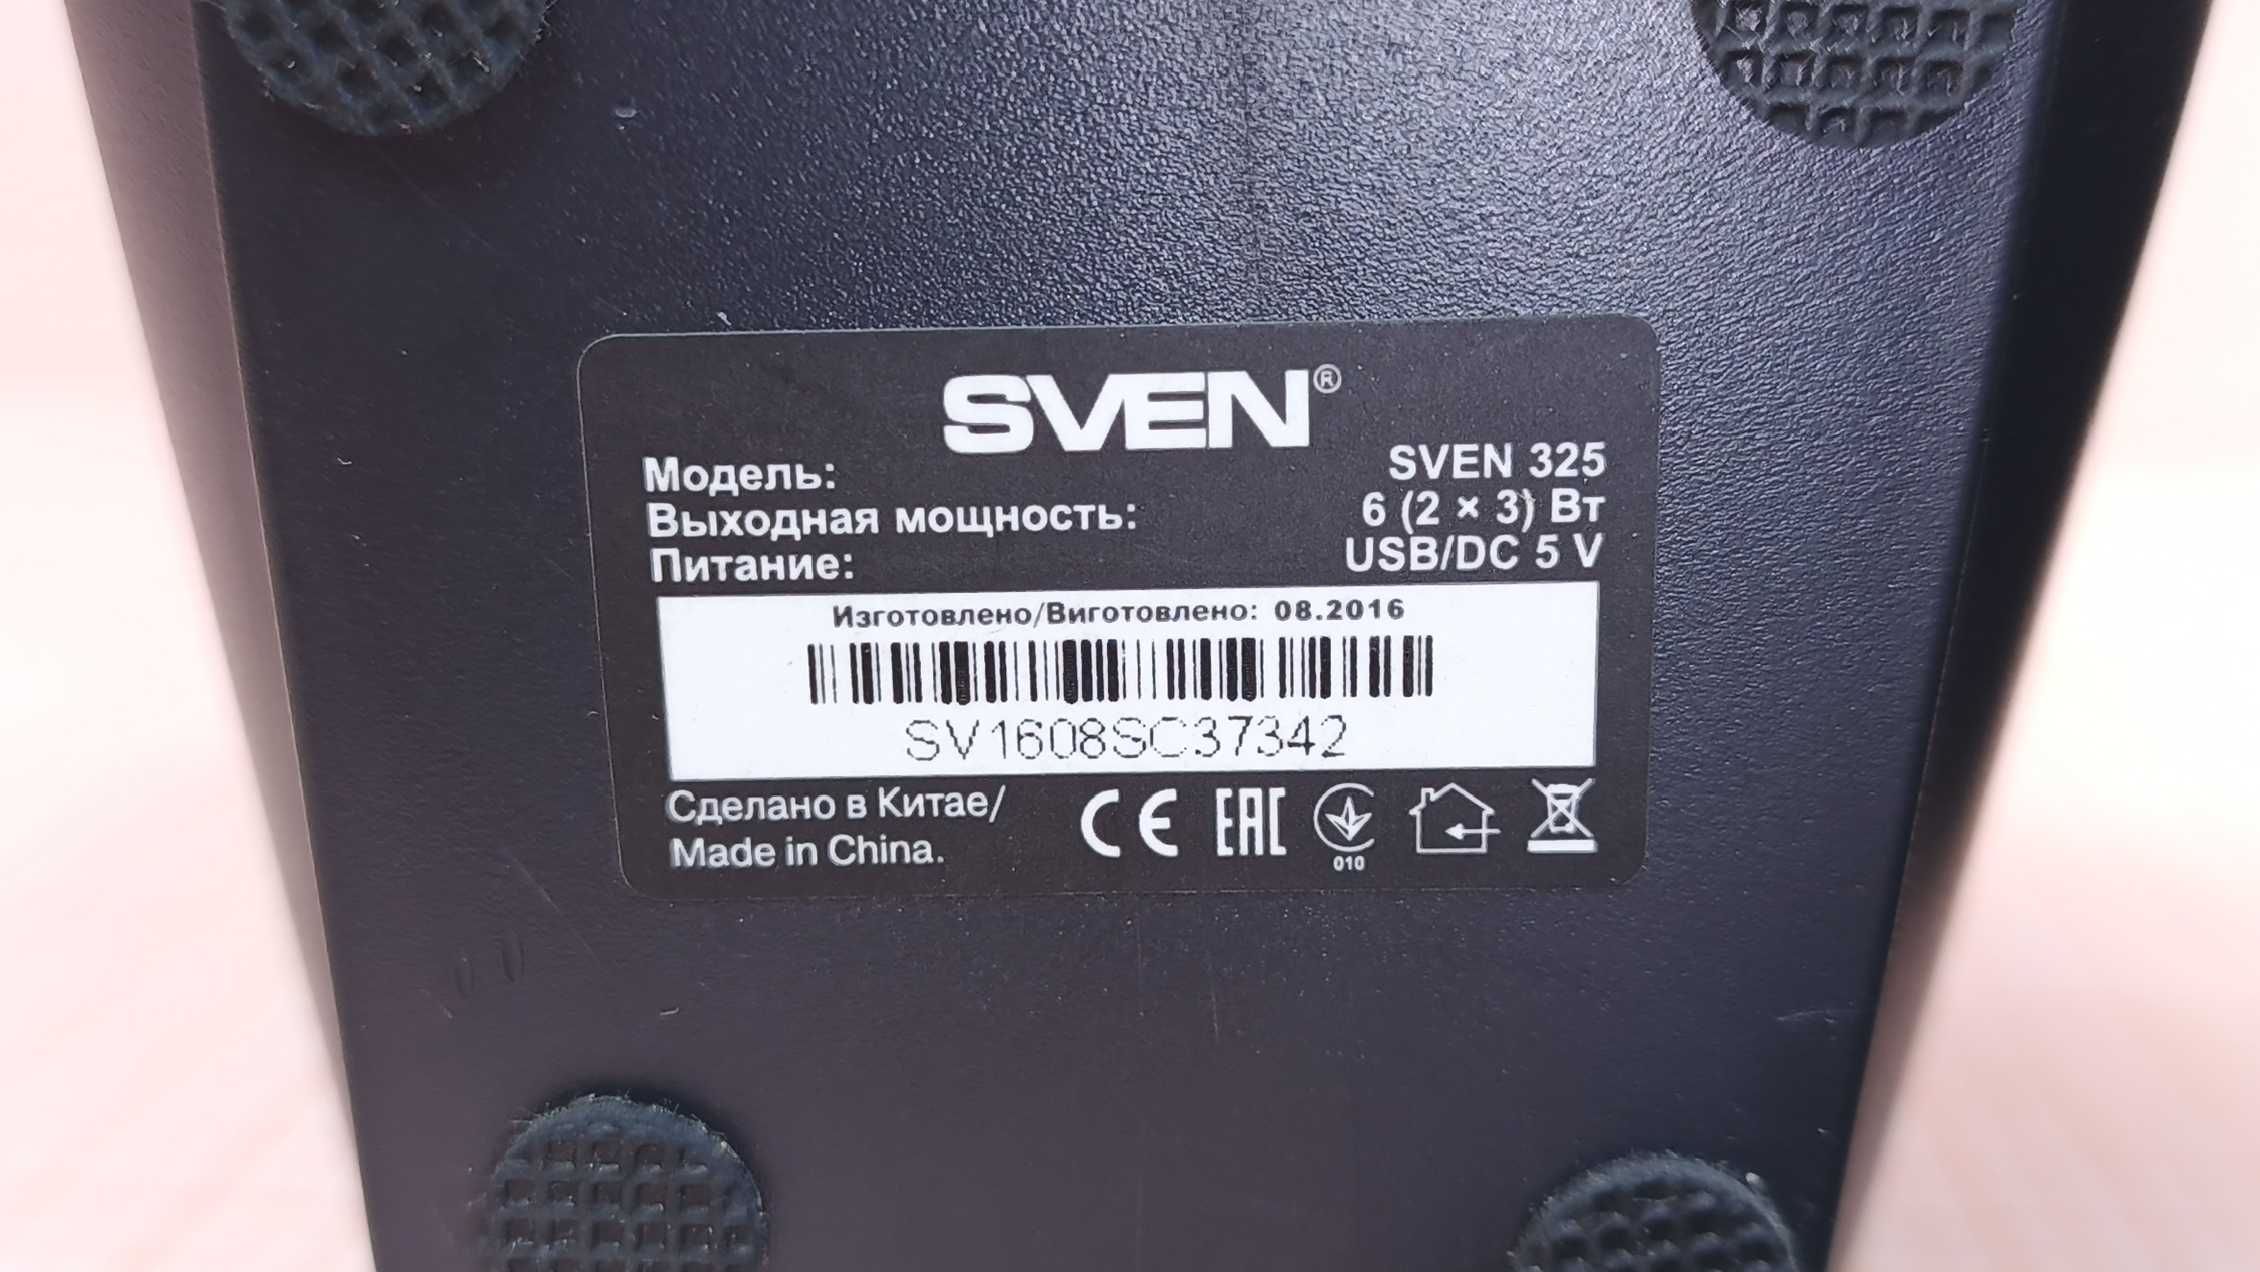 SVEN®
Модель: SVEN 325
Выходная мощность: 6 (2 × 3) Вт
Питание: USB/DC 5 V
Изготовлено/Виготовлено: 08.2016
SV1608SC37342
Сделано в Китае/
Made in China.
CE EAC
010